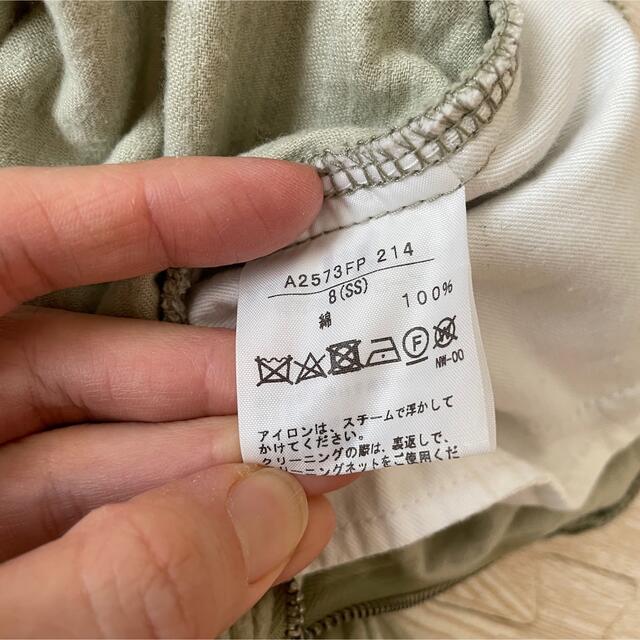 A2573FP 214
8(SS)
綿 100%
F W
NW-00
アイロンは、スチームで浮かして
かけてください。
クリーニングの際は、裏返しで、
クリーニングネットをご使用くだ